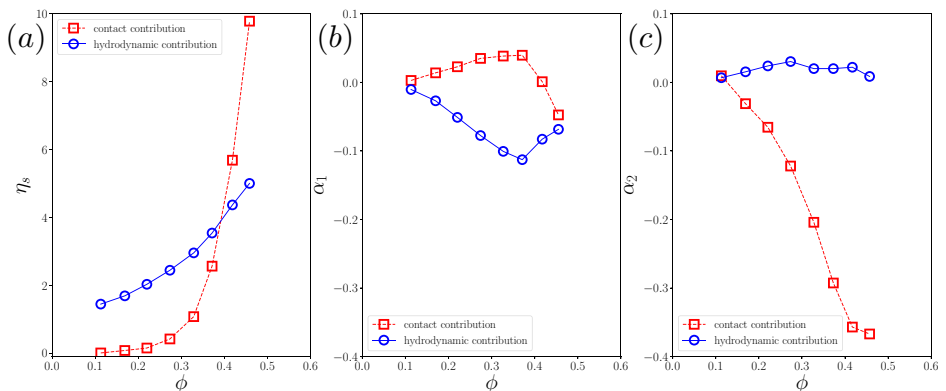 (a)
10
8
6
4
2
0
η_s
0.0
0.1
0.2
0.3
0.4
0.5
0.6
ϕ
contact contribution
hydrodynamic contribution
(b)
0.1
0.0
−0.1
−0.2
−0.3
−0.4
α_1
0.0
0.1
0.2
0.3
0.4
0.5
0.6
ϕ
contact contribution
hydrodynamic contribution
(c)
0.1
0.0
−0.1
−0.2
−0.3
−0.4
α_2
0.0
0.1
0.2
0.3
0.4
0.5
0.6
ϕ
contact contribution
hydrodynamic contribution